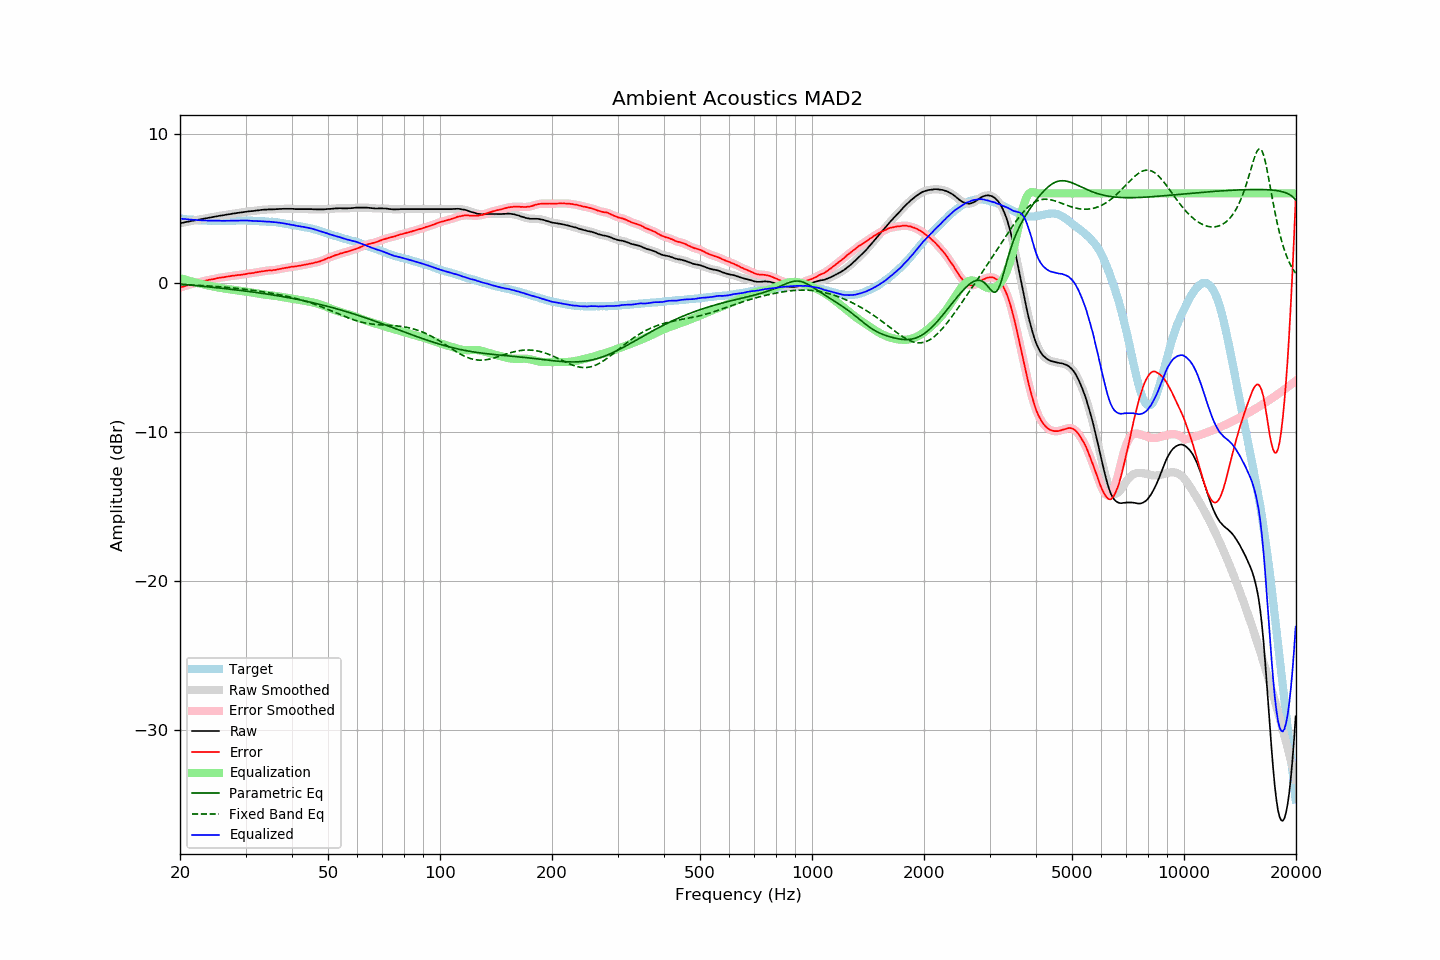 Ambient Acoustics MAD2
10
0
−10
−20
−30
Amplitude (dBr)
Target
Raw Smoothed
Error Smoothed
Raw
Error
Equalization
Parametric Eq
Fixed Band Eq
Equalized
20 50 100 200 500 1000 2000 5000 10000 20000
Frequency (Hz)